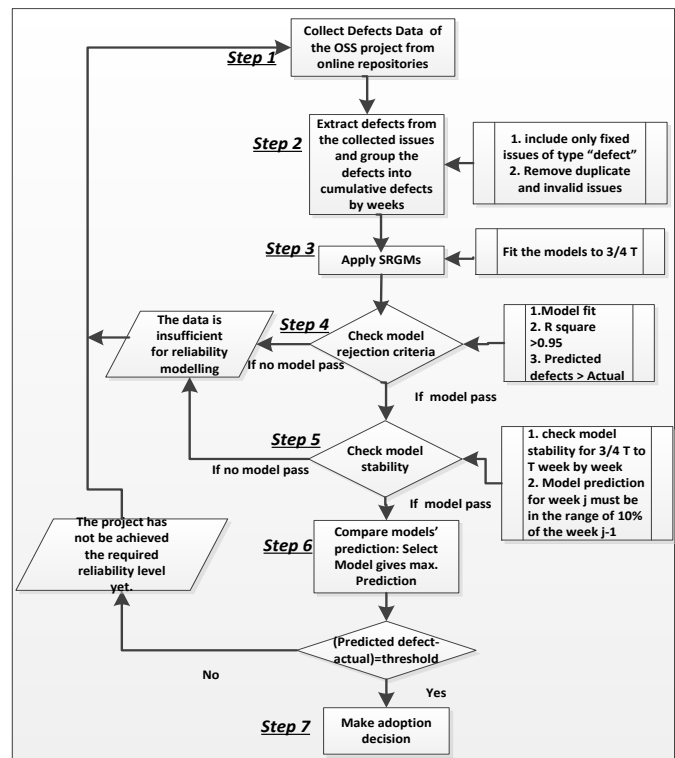 Step 1
Collect Defects Data of
the OSS project from
online repositories
Step 2
Extract defects from
the collected issues
and group the
defects into
cumulative defects
by weeks
1. include only fixed
issues of type “defect”
2. Remove duplicate
and invalid issues
Step 3
Apply SRGMs
Fit the models to 3/4 T
Step 4
Check model
rejection criteria
1.Model fit
2. R square
>0.95
3. Predicted
defects > Actual
The data is
insufficient
for reliability
modelling
If no model pass
If model pass
Step 5
Check model
stability
1. check model
stability for 3/4 T to
T week by week
2. Model prediction
for week j must be
in the range of 10%
of the week j-1
If no model pass
If model pass
Step 6
Compare models’
prediction: Select
Model gives max.
Prediction
The project has
not be achieved
the required
reliability level
yet.
(Predicted defect-
actual)=threshold
No
Yes
Step 7
Make adoption
decision